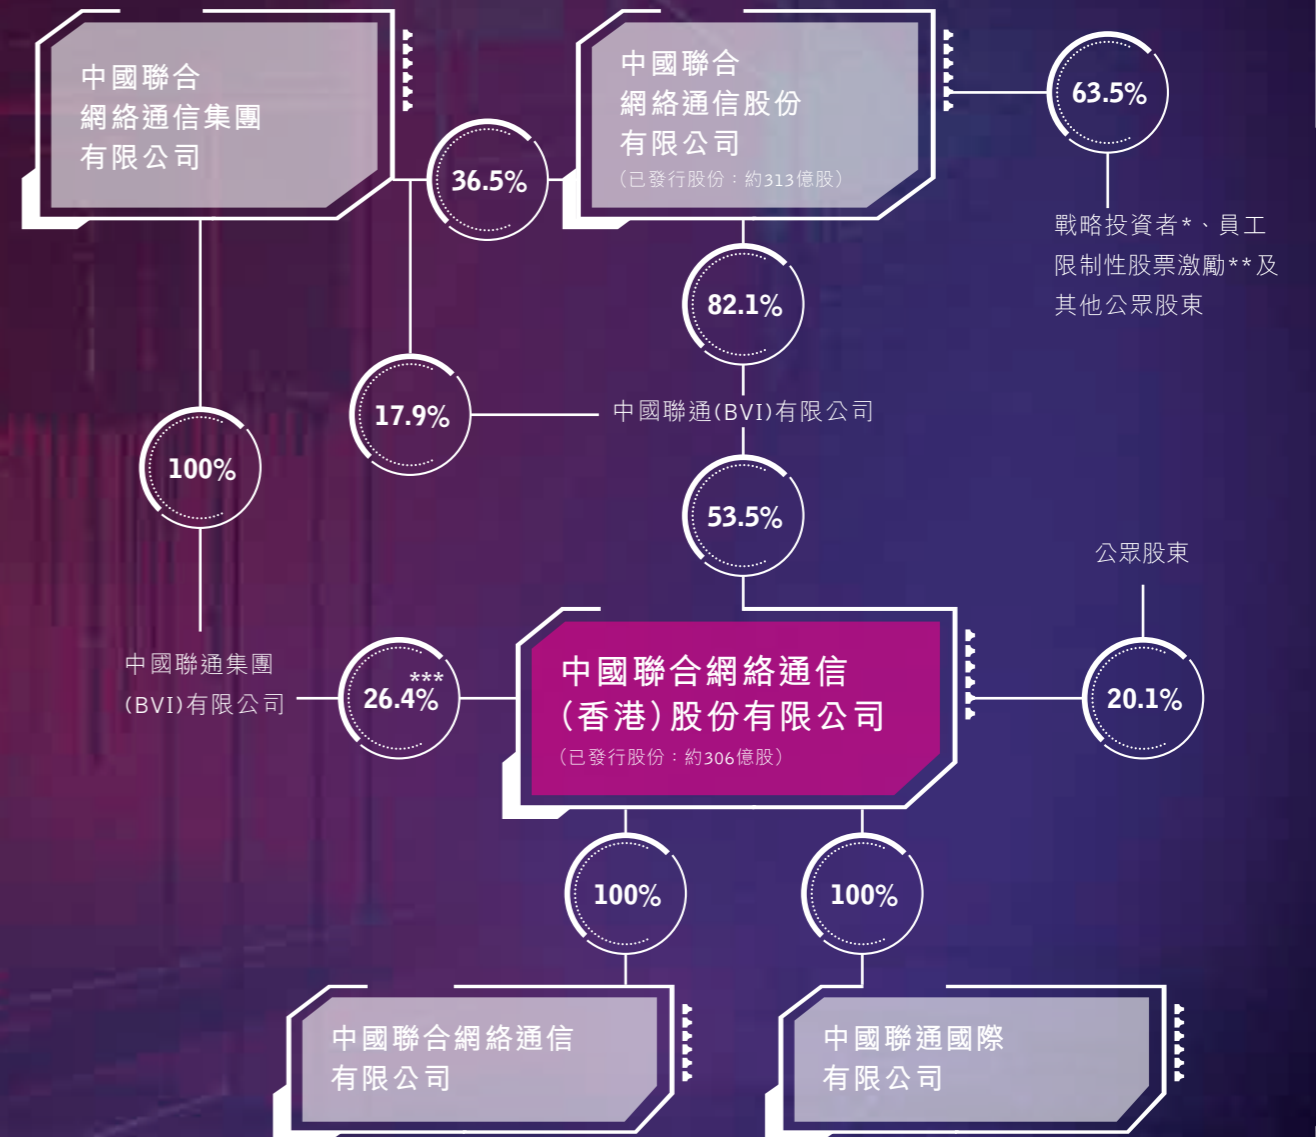 中國聯合
網絡通信集團
有限公司
36.5%
中國聯合
網絡通信股份
有限公司
(已發行股份：約313億股)
63.5%
戰略投資者*、員工
限制性股票激勵**及
其他公眾股東
82.1%
17.9%
中國聯通(BVI)有限公司
100%
53.5%
公眾股東
中國聯通集團
(BVI)有限公司
***
26.4%
中國聯合網絡通信
(香港)股份有限公司
(已發行股份：約306億股)
20.1%
100%
100%
中國聯合網絡通信
有限公司
中國聯通國際
有限公司